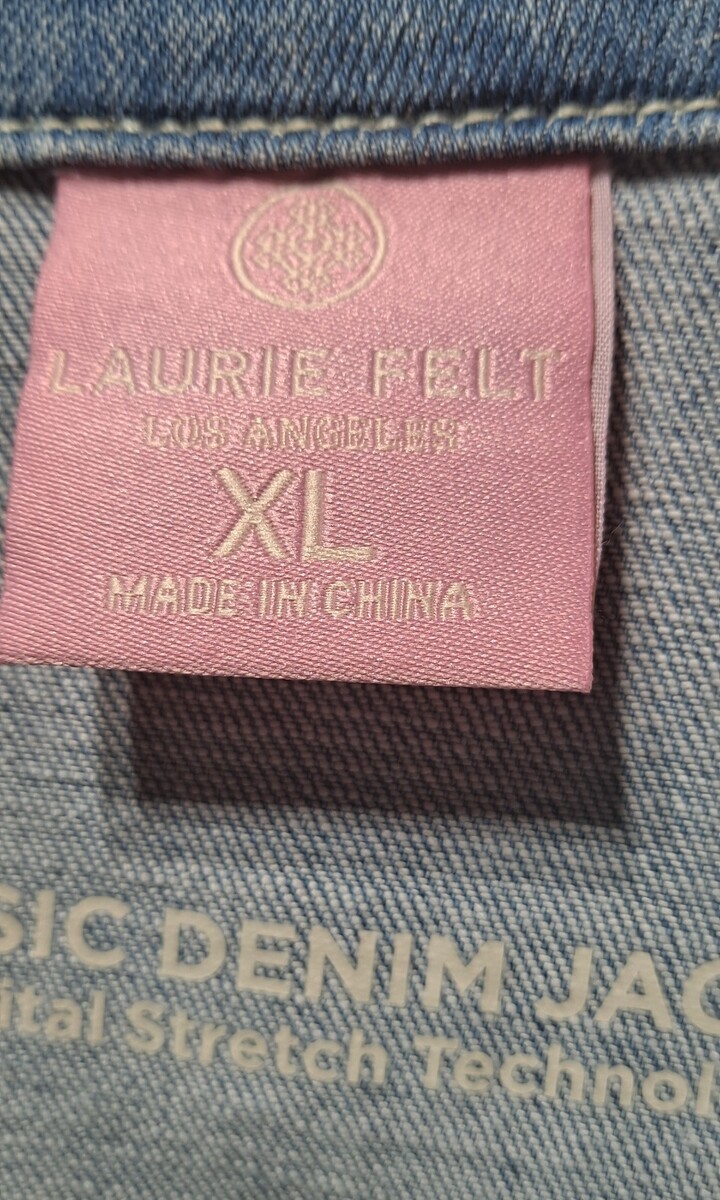 LAURIE FELT
LOS ANGELES
XL
MADE IN CHINA
SIC DENIM JAC
ital Stretch Technol